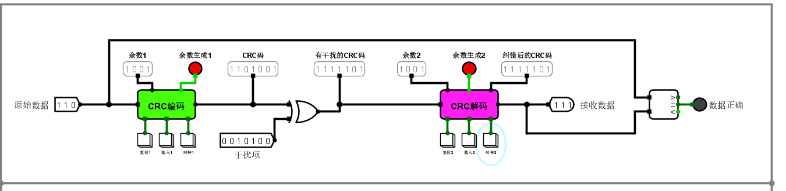 余数1 余数生成1 CRC码 有干扰的CRC码 余数2 余数生成2 纠错后的CRC码
1001 1101001 1111101 1001 1111101
原始数据 110 CRC编码 CRC解码 111 接收数据 数据正确
0010100
干扰项